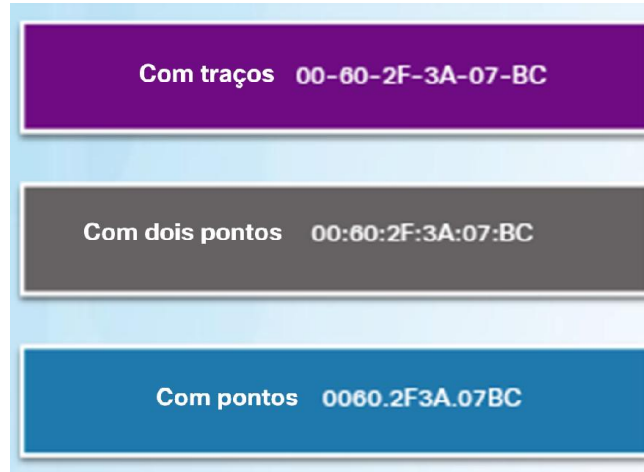 Com traços 00-60-2F-3A-07-BC
Com dois pontos 00:60:2F:3A:07:BC
Com pontos 0060.2F3A.07BC